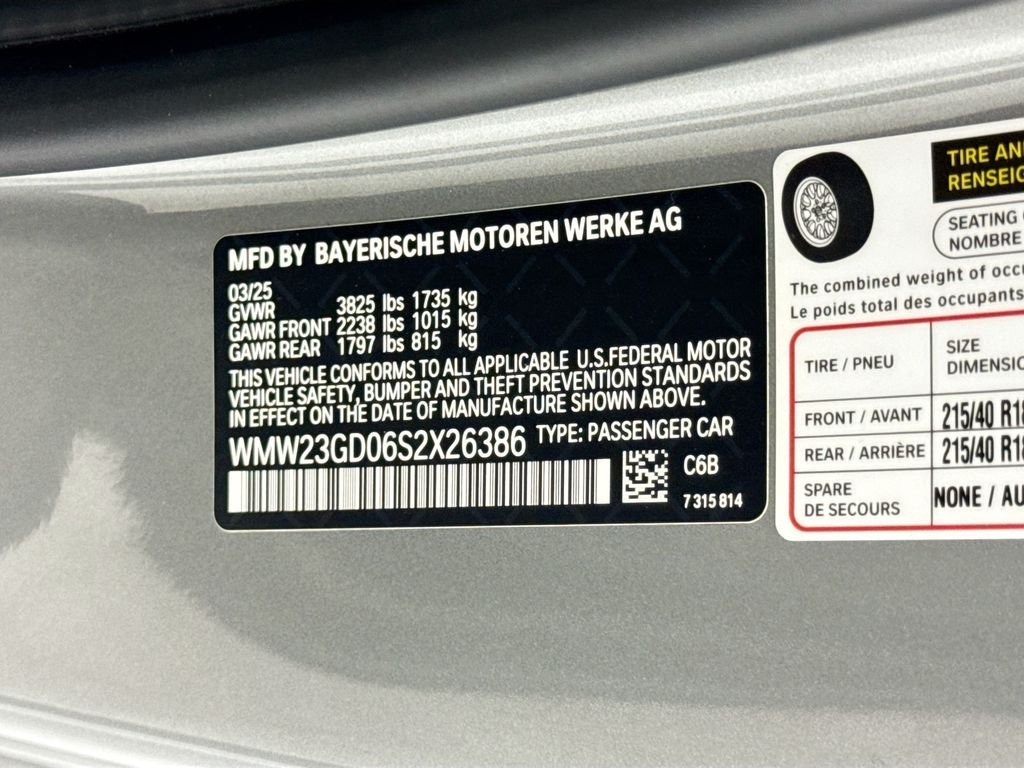 MFD BY BAYERISCHE MOTOREN WERKE AG
03/25
GVWR 3825 lbs 1735 kg
GAWR FRONT 2238 lbs 1015 kg
GAWR REAR 1797 lbs 815 kg
THIS VEHICLE CONFORMS TO ALL APPLICABLE U.S.FEDERAL MOTOR
VEHICLE SAFETY, BUMPER AND THEFT PREVENTION STANDARDS
IN EFFECT ON THE DATE OF MANUFACTURE SHOWN ABOVE.
WMW23GD06S2X26386 TYPE: PASSENGER CAR
C6B
7 315 814
TIRE AN
RENSEIG
SEATING
NOMBRE
The combined weight of occu
Le poids total des occupants
TIRE / PNEU SIZE
DIMENSIO
FRONT / AVANT 215/40 R18
REAR / ARRIÈRE 215/40 R18
SPARE
DE SECOURS NONE / AU